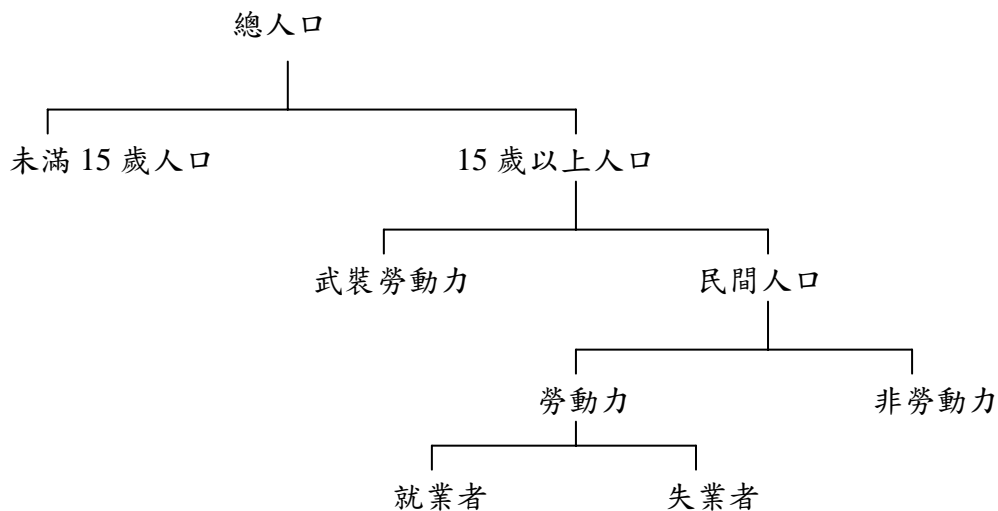 總人口
未滿 15 歲人口
15 歲以上人口
武裝勞動力
民間人口
勞動力
非勞動力
就業者
失業者